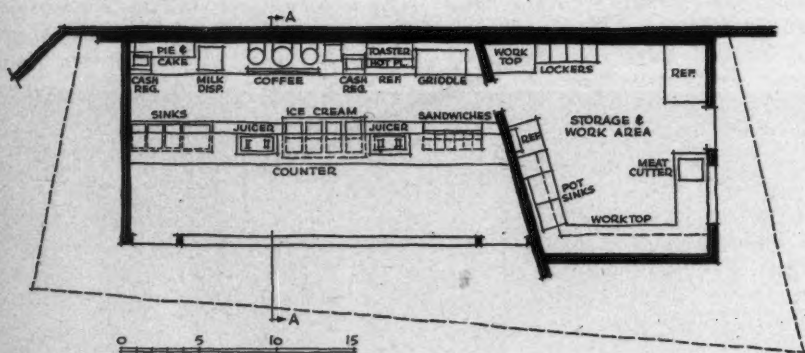 A
PIE &
CAKE
CASH
REG.
MILK
DISP.
COFFEE
CASH
REG.
TOASTER
HOT PL.
REF.
GRIDDLE
WORK
TOP
LOCKERS
REF.
SINKS
JUICER
ICE CREAM
JUICER
SANDWICHES
STORAGE &
WORK AREA
REF.
MEAT
CUTTER
COUNTER
POT
SINKS
WORKTOP
A
0 5 10 15